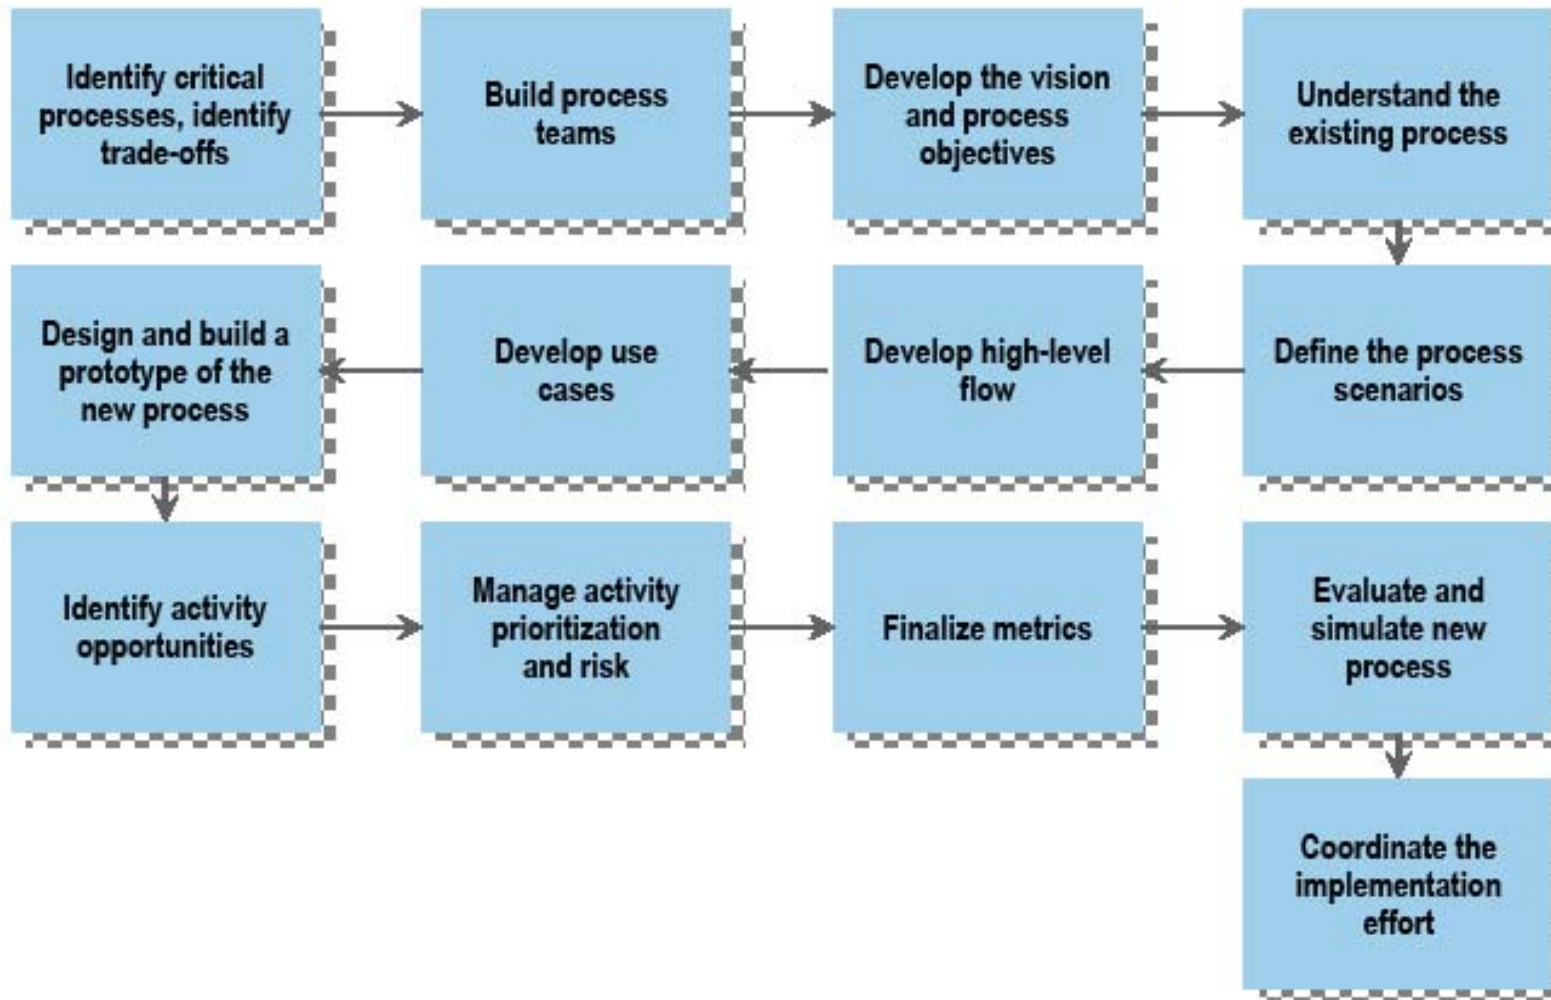 Identify critical
processes, identify
trade-offs
Build process
teams
Develop the vision
and process
objectives
Understand the
existing process
Define the process
scenarios
Develop high-level
flow
Develop use
cases
Design and build a
prototype of the
new process
Identify activity
opportunities
Manage activity
prioritization
and risk
Finalize metrics
Evaluate and
simulate new
process
Coordinate the
implementation
effort